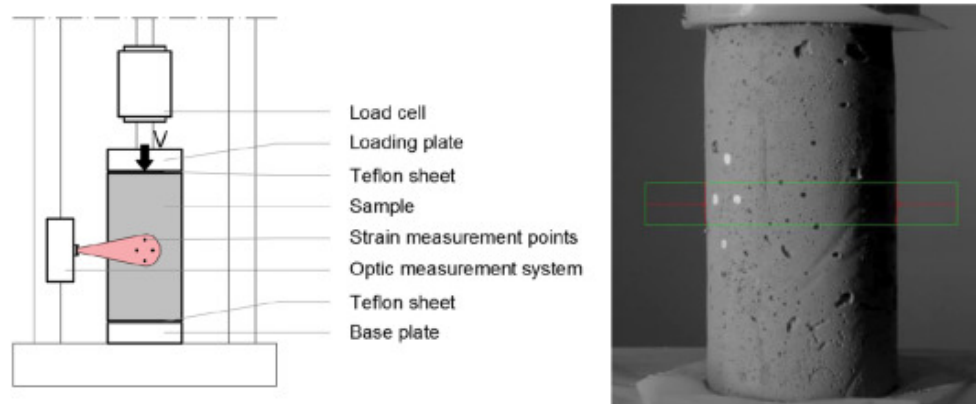 V
Load cell
Loading plate
Teflon sheet
Sample
Strain measurement points
Optic measurement system
Teflon sheet
Base plate